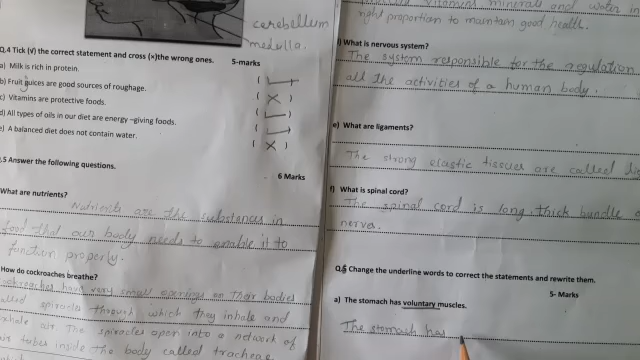 cerebellum
medulla.
Q.4 Tick (V) the correct statement and cross (×)the wrong ones. 5-marks
a) Milk is rich in protein.
b) Fruit guices are good sources of roughage. ( X )
c) Vitamins are protective foods.
d) All types of oils in our diet are energy –giving foods.
e) A balanced diet does not contain water. ( X )
.5 Answer the following questions.
6 Marks
What are nutrients?
Nutrients are the substances in
food that our body needs to enable it to
function properly.
How do cockroaches breathe?
cockroaches have very small openings on their bodies
called spiracles through which they inhale and
exhale air. The spiracles open into a network of
tubes inside the body called tracheae
vitamins minerals and water in
right proportion to maintain good health.
) What is nervous system?
The system responsible for the regulation
all the activities of a human body.
e) What are ligaments?
The strong elastic tissues are called
f) What is spinal cord?
The spinal cord is long, thick bundle
nerve.
Q.6 Change the underline words to correct the statements and rewrite them.
5- Marks
a) The stomach has voluntary muscles.
The stomach has